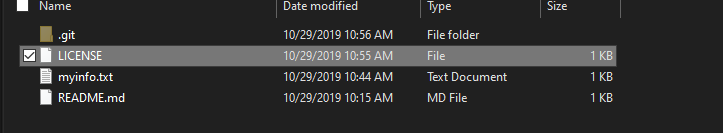 Name Date modified Type Size
.git 10/29/2019 10:56 AM File folder
LICENSE 10/29/2019 10:55 AM File 1 KB
myinfo.txt 10/29/2019 10:44 AM Text Document 1 KB
README.md 10/29/2019 10:15 AM MD File 1 KB